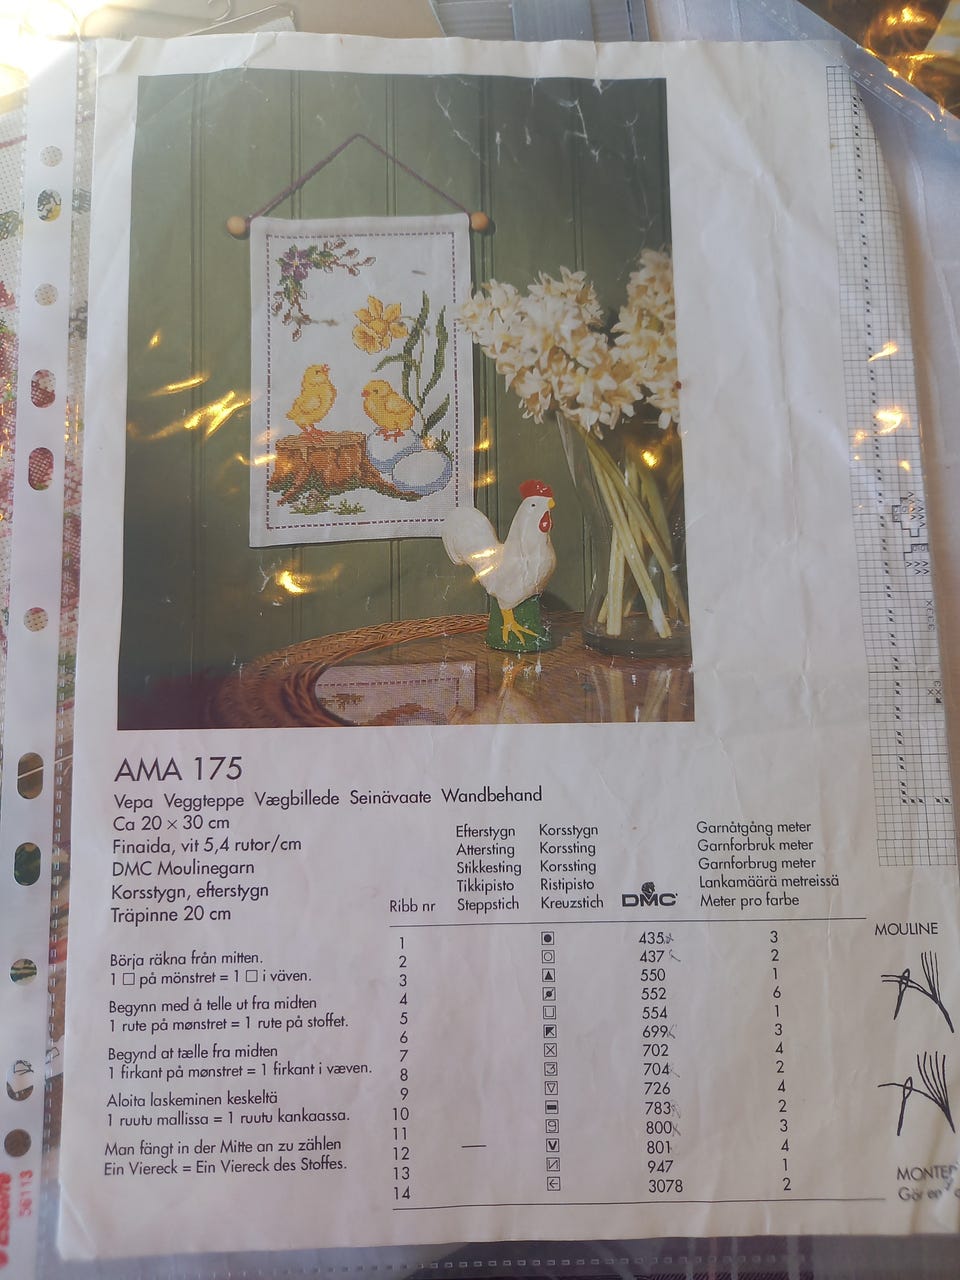 AMA 175
Vepa Veggteppe Vægbillede Seinävaate Wandbehand
Ca 20 × 30 cm
Finaida, vit 5,4 rutor/cm
DMC Moulinegarn
Korsstygn, efterstygn
Träpinne 20 cm
Börja räkna från mitten.
1 □ på mönstret = 1 □ i väven.
Begynn med å telle ut fra midten
1 rute på mønstret = 1 rute på stoffet.
Begynd at tælle fra midten
1 firkant på mønstret = 1 firkant i væven.
Aloita laskeminen keskeltä
1 ruutu mallissa = 1 ruutu kankaassa.
Man fängt in der Mitte an zu zählen
Ein Viereck = Ein Viereck des Stoffes.
Efterstygn Korsstygn Garnåtgång meter
Attersting Korssting Garnforbruk meter
Stikkesting Korssting Garnforbrug meter
Tikkipisto Ristipisto Lankamäärä metreissä
Ribb nr Steppstich Kreuzstich DMC Meter pro farbe
1 435 3
2 437 2
3 550 1
4 552 6
5 554 1
6 699 3
7 702 4
8 704 2
9 726 4
10 783 2
11 800 3
12 — 801 4
13 947 1
14 3078 2
MOULINE
56113